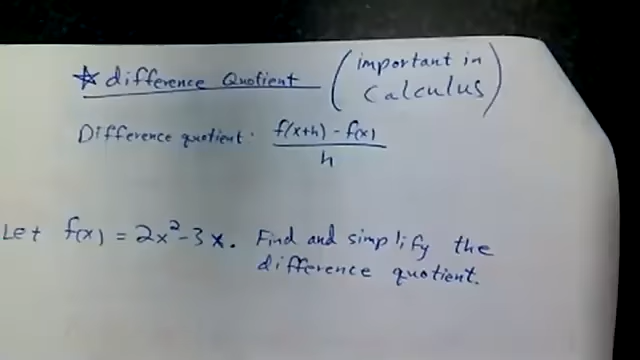 ☆ difference Quotient (important in Calculus)
Difference quotient: f(x+h) - f(x) / h
Let f(x) = 2x² - 3x. Find and simplify the
difference quotient.